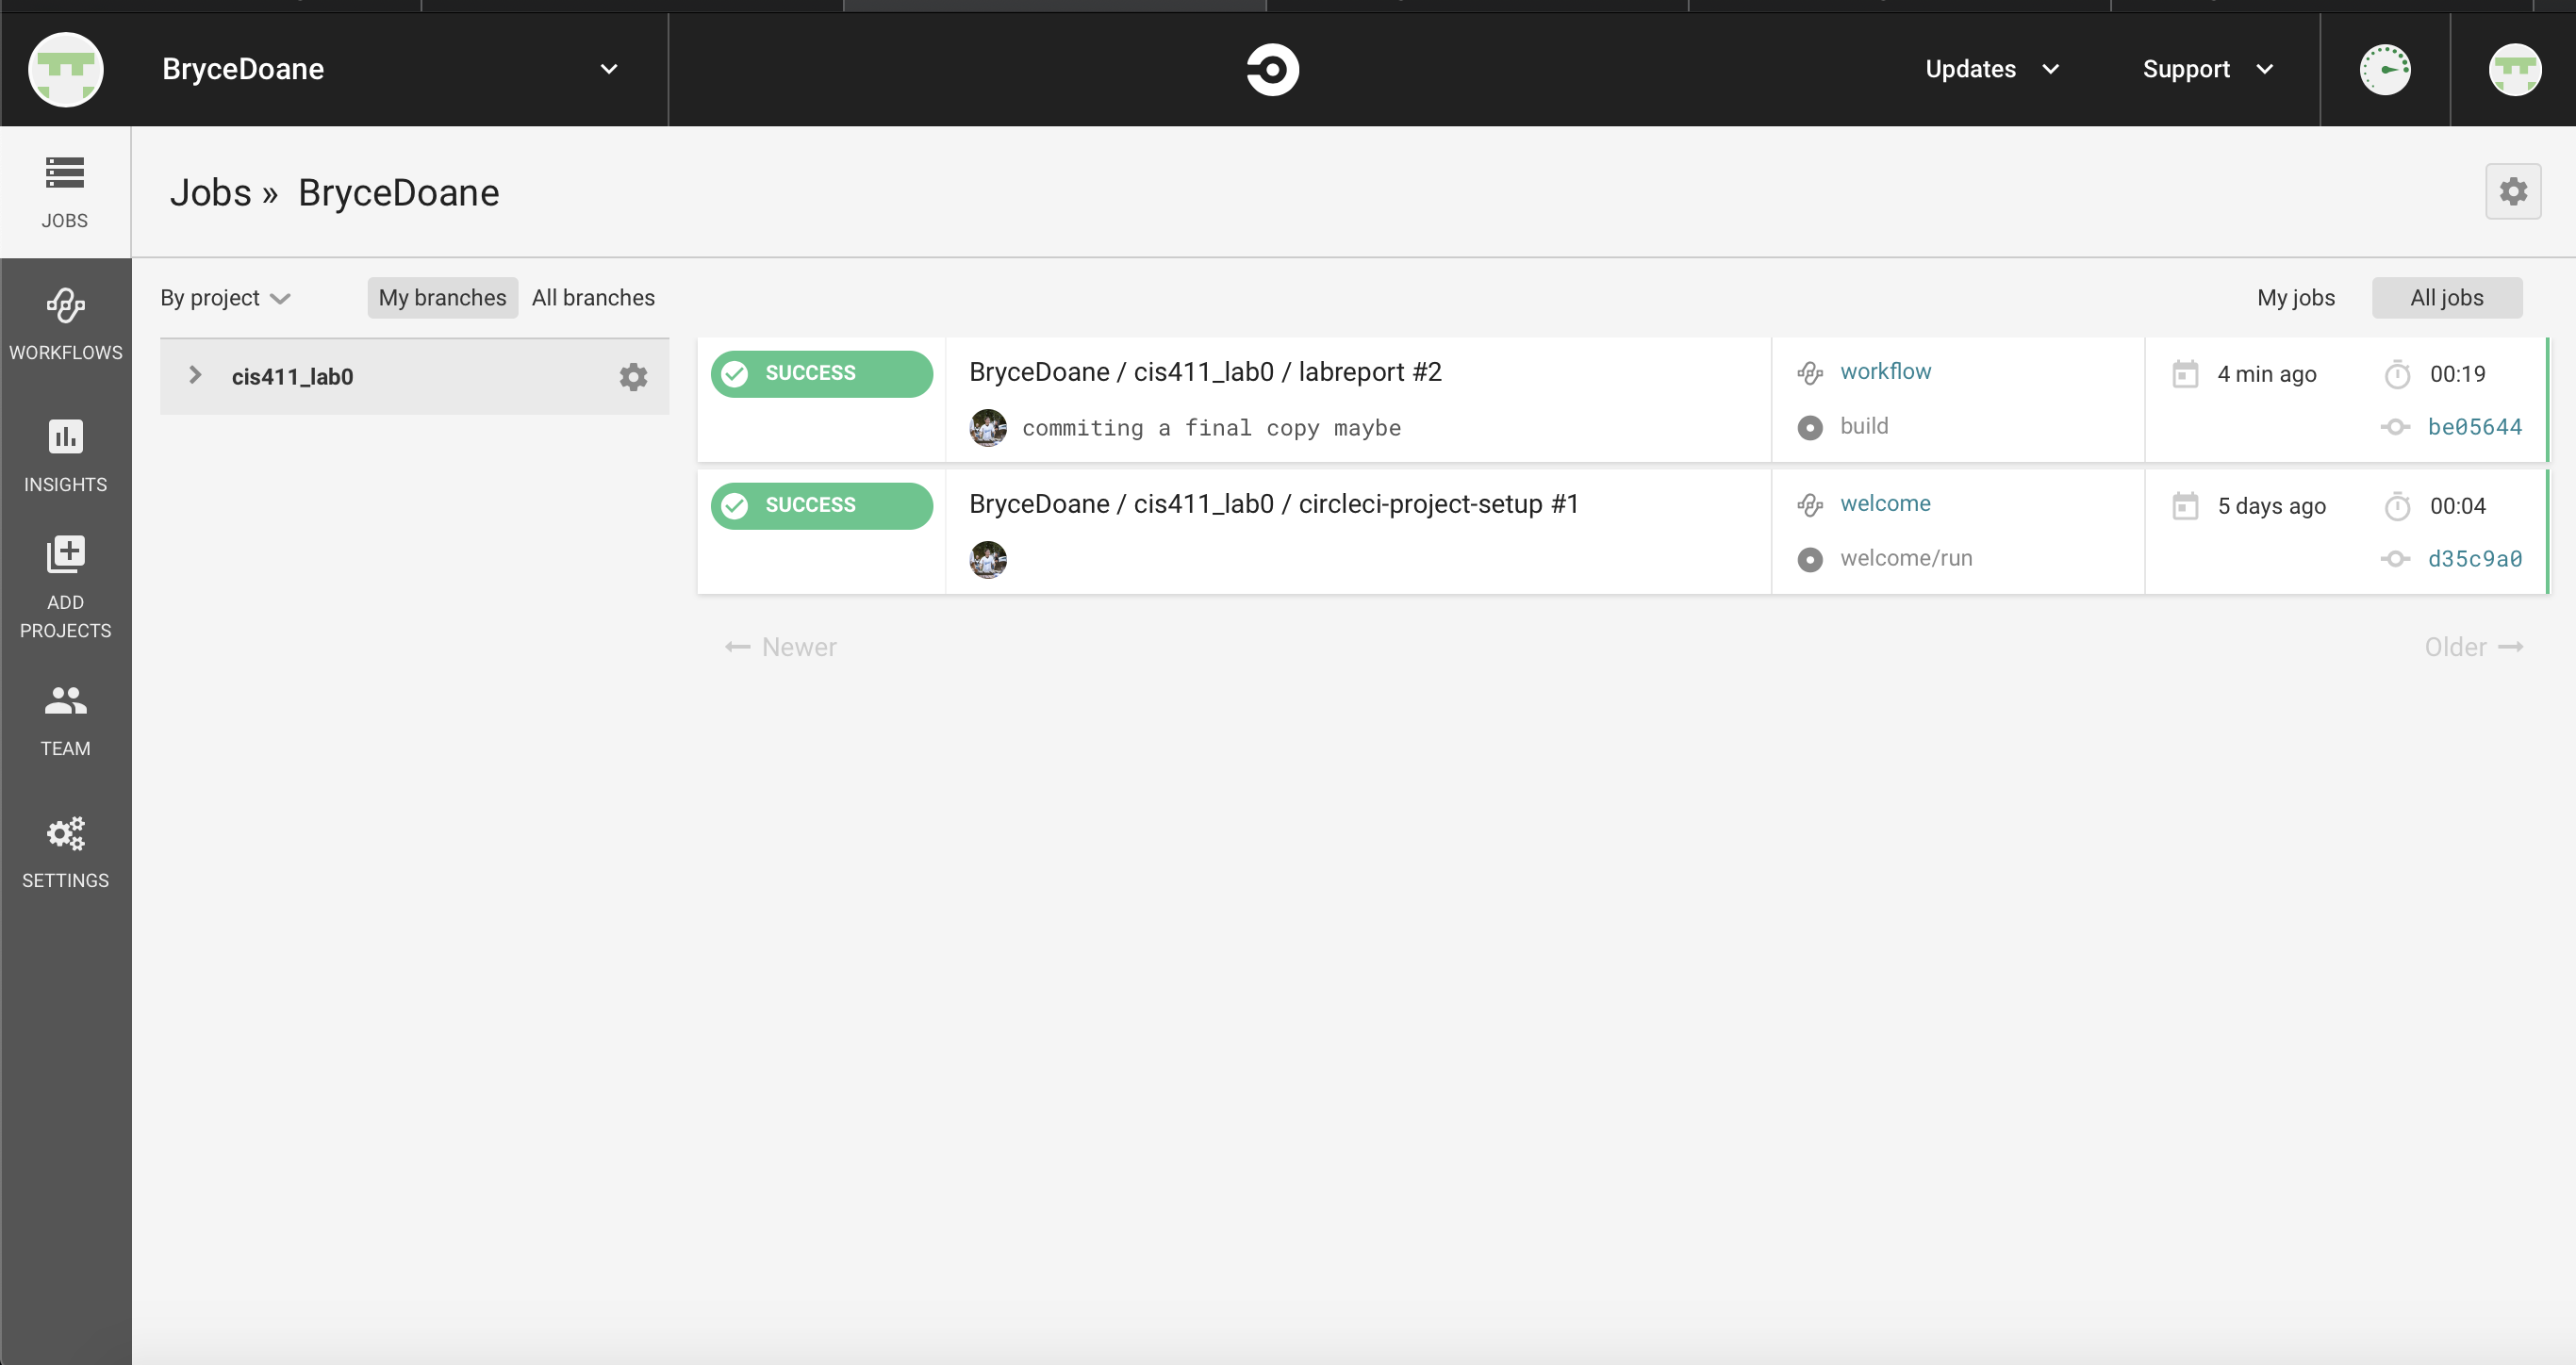 BryceDoane
Updates
Support
JOBS
Jobs » BryceDoane
By project
My branches
All branches
My jobs
All jobs
WORKFLOWS
cis411_lab0
SUCCESS
BryceDoane / cis411_lab0 / labreport #2
commiting a final copy maybe
workflow
build
4 min ago
00:19
be05644
SUCCESS
BryceDoane / cis411_lab0 / circleci-project-setup #1
welcome
welcome/run
5 days ago
00:04
d35c9a0
INSIGHTS
ADD
PROJECTS
← Newer
Older →
TEAM
SETTINGS